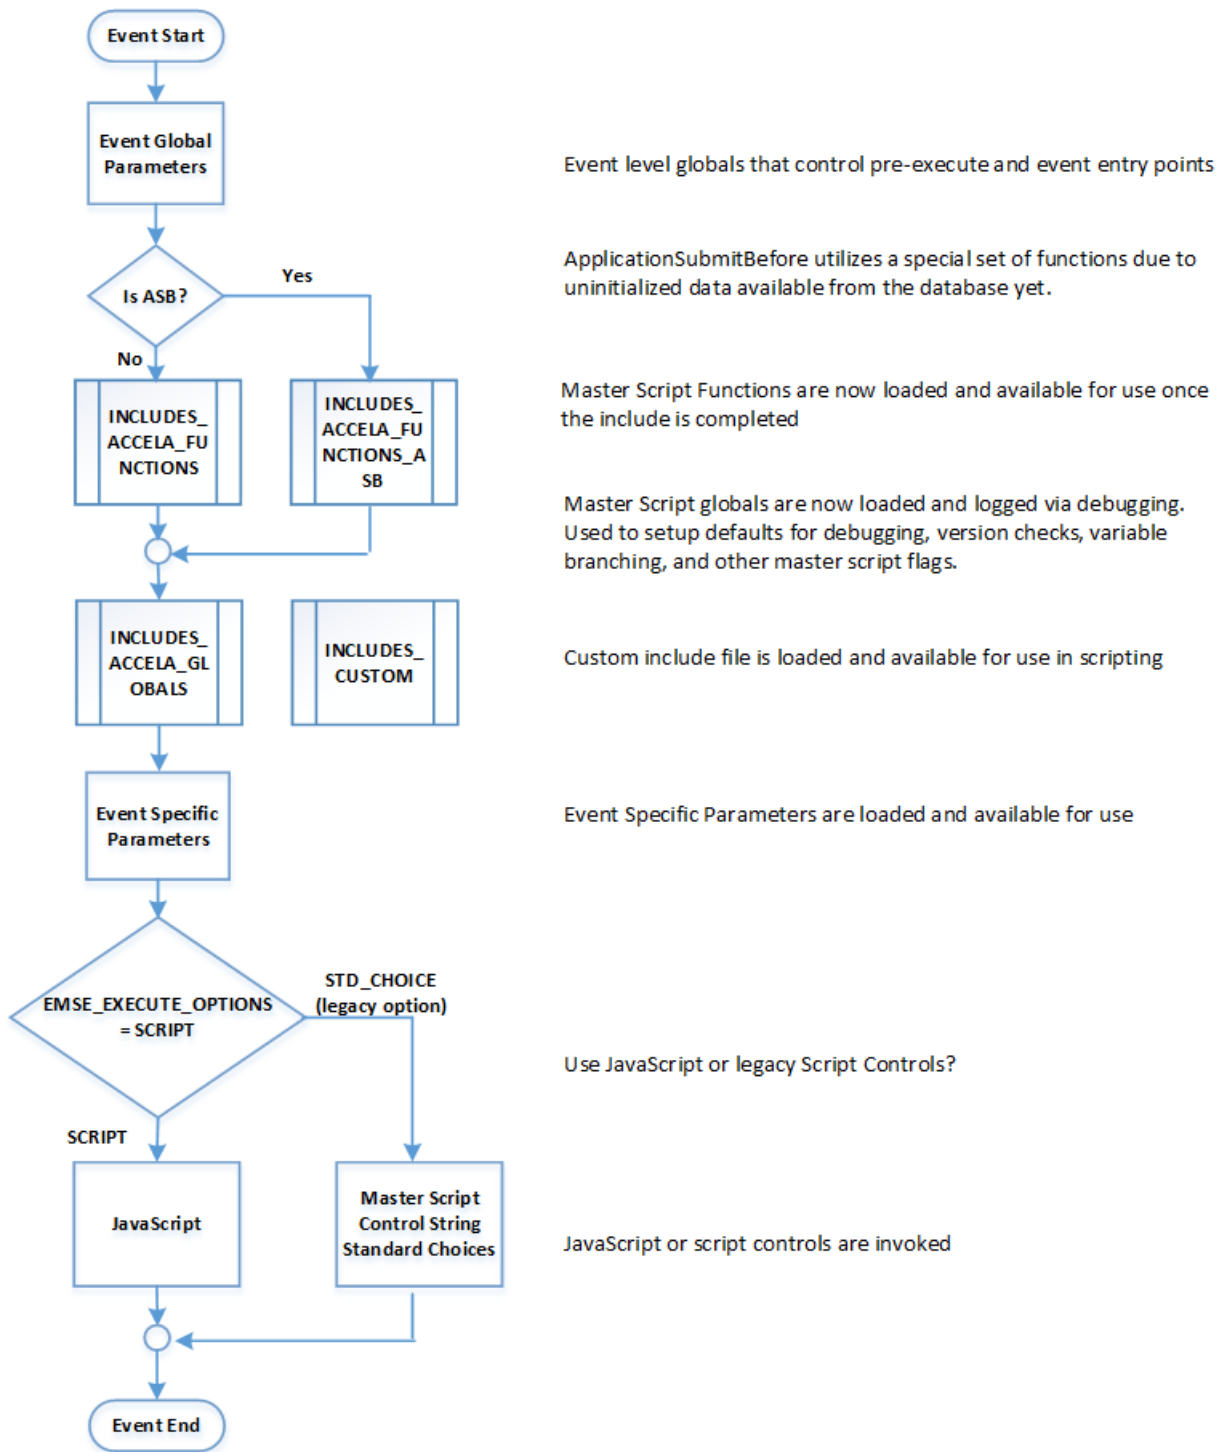 Event Start
Event Global
Parameters
Event level globals that control pre-execute and event entry points
Is ASB?
Yes
ApplicationSubmitBefore utilizes a special set of functions due to
uninitialized data available from the database yet.
No
INCLUDES_
ACCELA_FU
NCTIONS
INCLUDES_
ACCELA_FU
NCTIONS_A
SB
Master Script Functions are now loaded and available for use once
the include is completed
Master Script globals are now loaded and logged via debugging.
Used to setup defaults for debugging, version checks, variable
branching, and other master script flags.
INCLUDES_
ACCELA_GL
OBALS
INCLUDES_
CUSTOM
Custom include file is loaded and available for use in scripting
Event Specific
Parameters
Event Specific Parameters are loaded and available for use
EMSE_EXECUTE_OPTIONS
= SCRIPT
STD_CHOICE
(legacy option)
Use JavaScript or legacy Script Controls?
SCRIPT
JavaScript
Master Script
Control String
Standard Choices
JavaScript or script controls are invoked
Event End